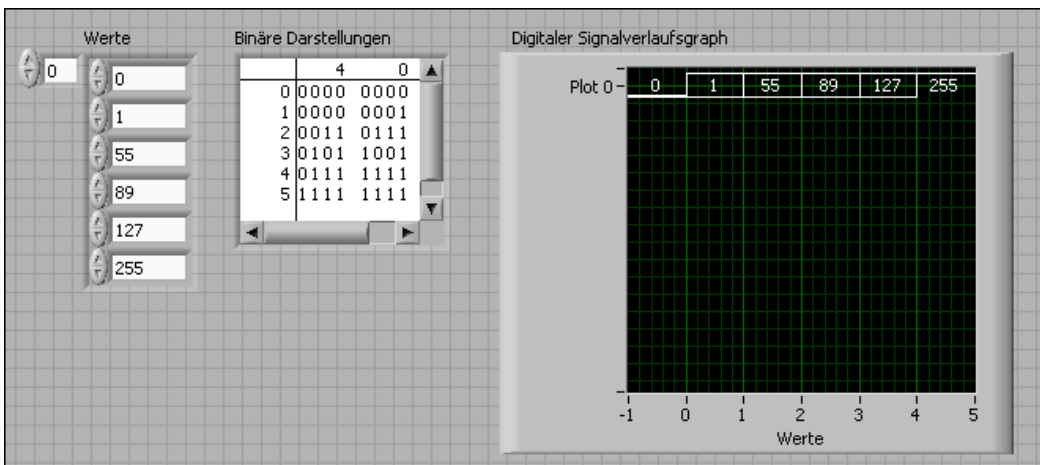 Werte
0
0
1
55
89
127
255
Binäre Darstellungen
4 0
0 0000 0000
1 0000 0001
2 0011 0111
3 0101 1001
4 0111 1111
5 1111 1111
Digitaler Signalverlaufsgraph
Plot 0 0 1 55 89 127 255
-1 0 1 2 3 4 5
Werte